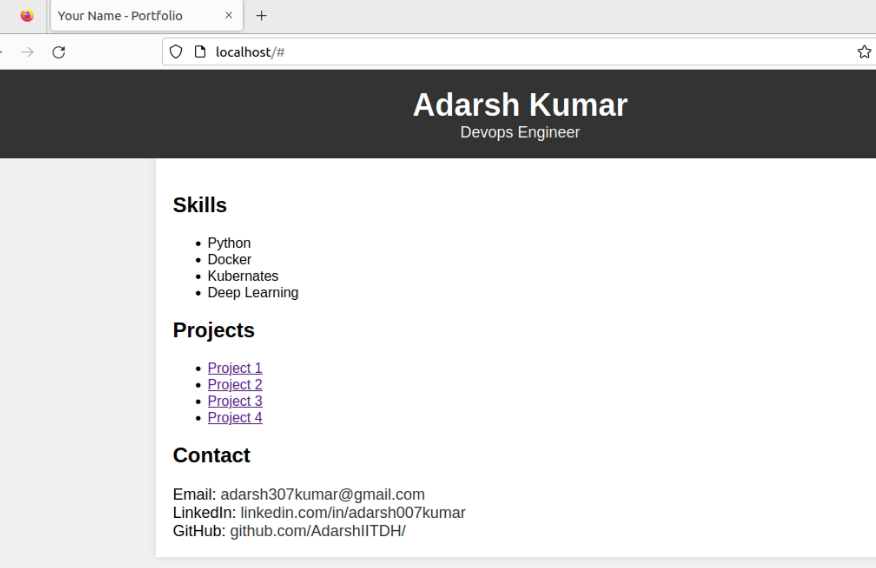 Your Name - Portfolio
localhost/#
Adarsh Kumar
Devops Engineer
Skills
Python
Docker
Kubernates
Deep Learning
Projects
Project 1
Project 2
Project 3
Project 4
Contact
Email: adarsh307kumar@gmail.com
LinkedIn: linkedin.com/in/adarsh007kumar
GitHub: github.com/AdarshIITDH/